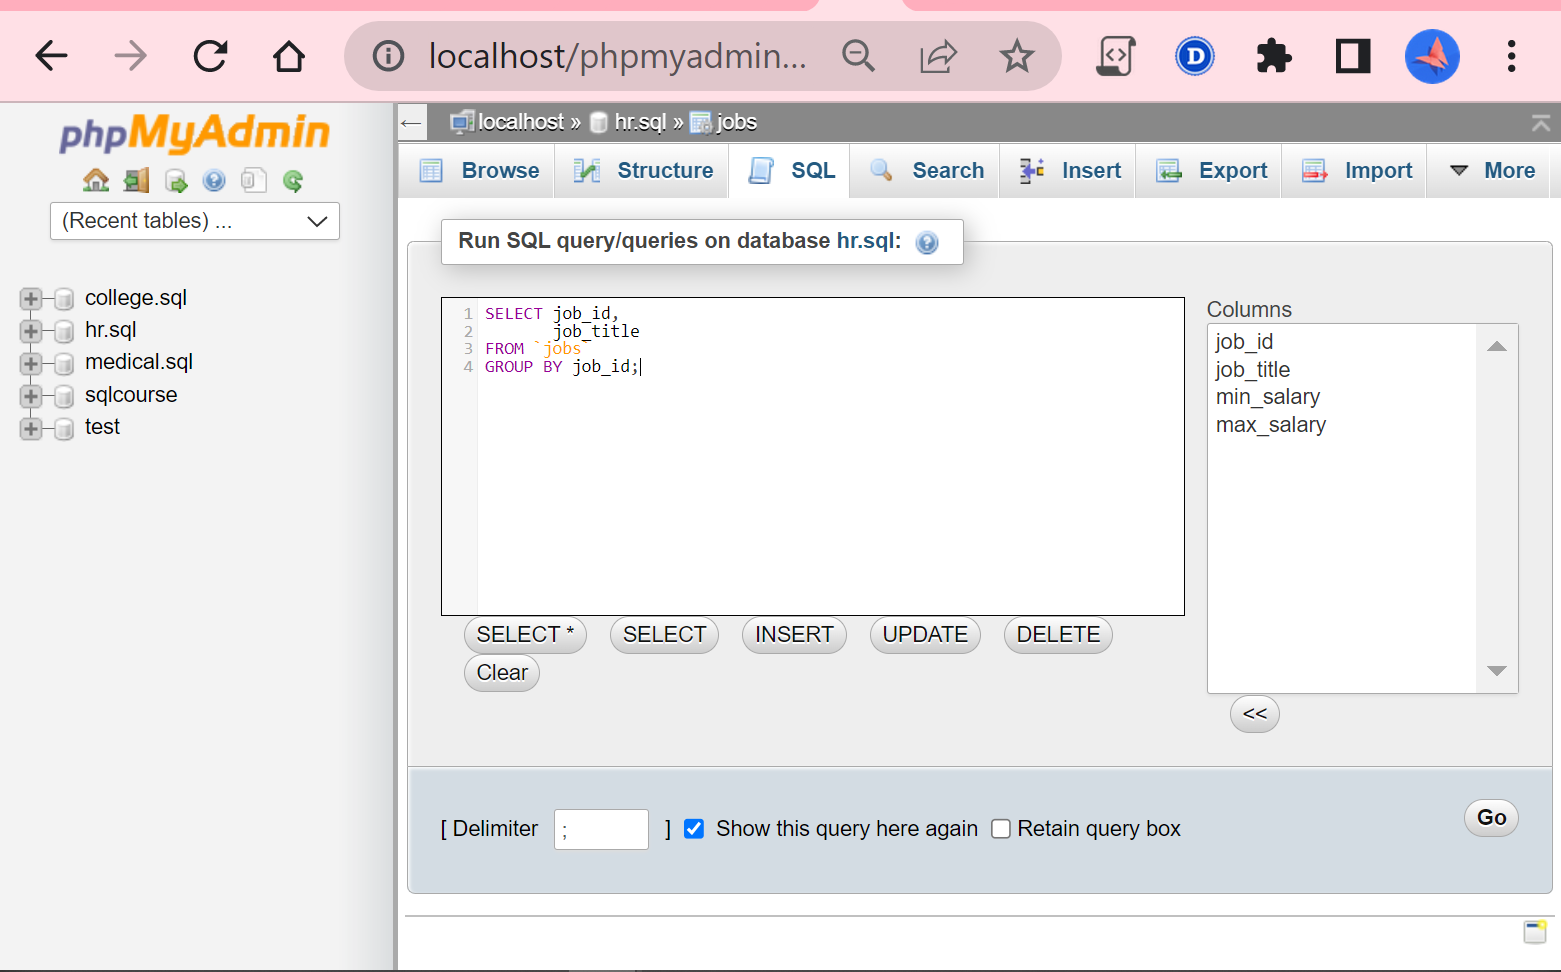 localhost/phpmyadmin...
phpMyAdmin
(Recent tables) ...
college.sql
hr.sql
medical.sql
sqlcourse
test
localhost » hr.sql » jobs
Browse Structure SQL Search Insert Export Import More
Run SQL query/queries on database hr.sql:
1 SELECT job_id,
2 job_title
3 FROM `jobs`
4 GROUP BY job_id;
Columns
job_id
job_title
min_salary
max_salary
SELECT * SELECT INSERT UPDATE DELETE
Clear
<<
[ Delimiter ; ] Show this query here again Retain query box
Go